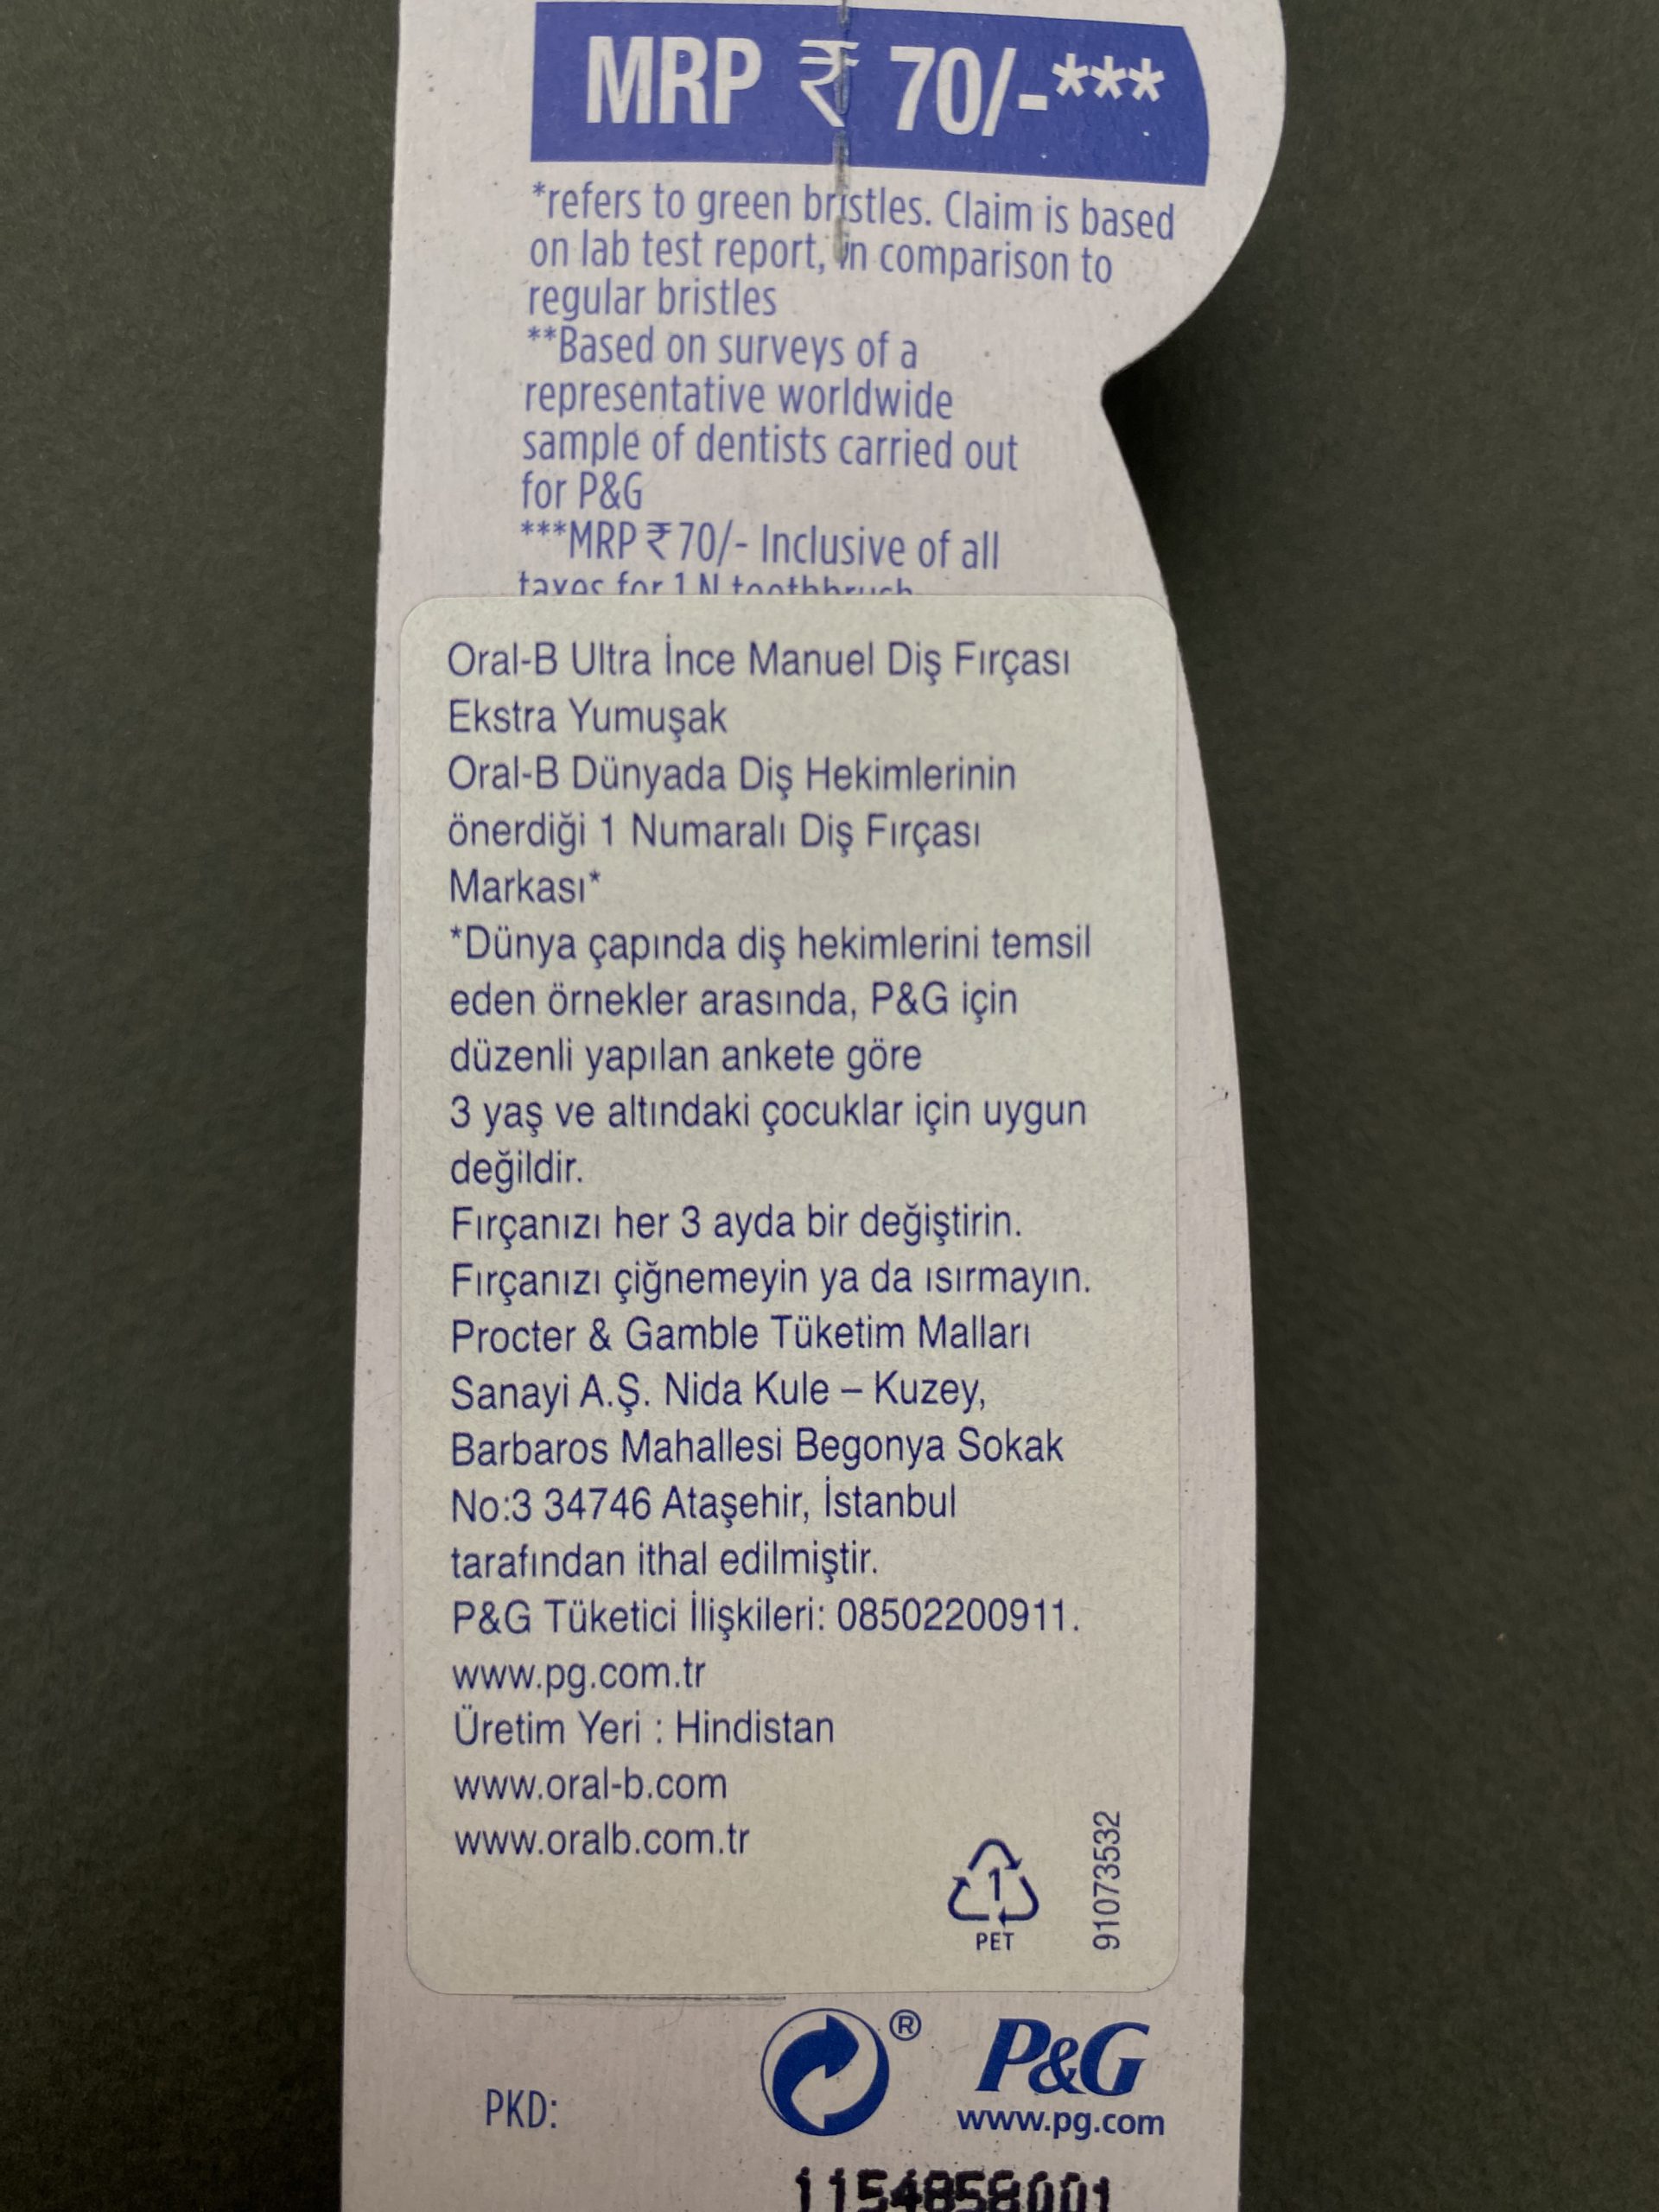 MRP ₹ 70/-***
*refers to green bristles. Claim is based
on lab test report, in comparison to
regular bristles
**Based on surveys of a
representative worldwide
sample of dentists carried out
for P&G
***MRP ₹ 70/- Inclusive of all
taxes for 1 N toothbrush
Oral-B Ultra İnce Manuel Diş Fırçası
Ekstra Yumuşak
Oral-B Dünyada Diş Hekimlerinin
önerdiği 1 Numaralı Diş Fırçası
Markası*
*Dünya çapında diş hekimlerini temsil
eden örnekler arasında, P&G için
düzenli yapılan ankete göre
3 yaş ve altındaki çocuklar için uygun
değildir.
Fırçanızı her 3 ayda bir değiştirin.
Fırçanızı çiğnemeyin ya da ısırmayın.
Procter & Gamble Tüketim Malları
Sanayi A.Ş. Nida Kule – Kuzey,
Barbaros Mahallesi Begonya Sokak
No:3 34746 Ataşehir, İstanbul
tarafından ithal edilmiştir.
P&G Tüketici İlişkileri: 08502200911.
www.pg.com.tr
Üretim Yeri : Hindistan
www.oral-b.com
www.oralb.com.tr
1
PET
91073532
®
P&G
www.pg.com
PKD:
1154858001